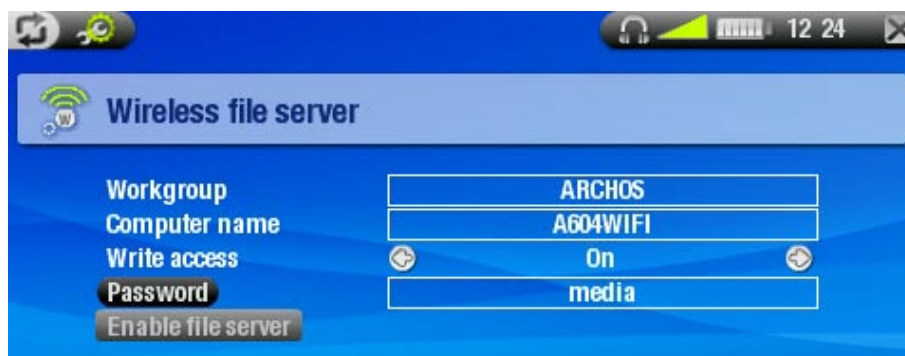 12 24
Wireless file server
Workgroup ARCHOS
Computer name A604WIFI
Write access On
Password media
Enable file server